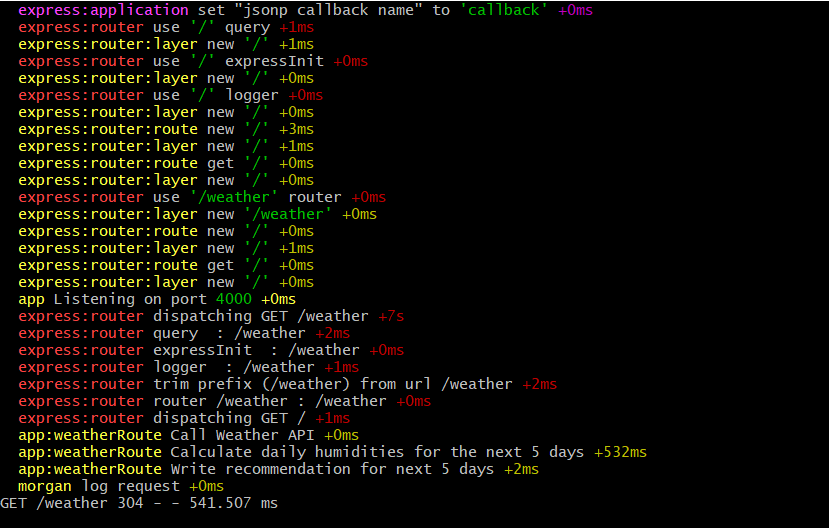 express:application set "jsonp callback name" to 'callback' +0ms
express:router use '/' query +1ms
express:router:layer new '/' +1ms
express:router use '/' expressInit +0ms
express:router:layer new '/' +0ms
express:router use '/' logger +0ms
express:router:layer new '/' +0ms
express:router:route new '/' +3ms
express:router:layer new '/' +1ms
express:router:route get '/' +0ms
express:router:layer new '/' +0ms
express:router use '/weather' router +0ms
express:router:layer new '/weather' +0ms
express:router:route new '/' +0ms
express:router:layer new '/' +1ms
express:router:route get '/' +0ms
express:router:layer new '/' +0ms
app Listening on port 4000 +0ms
express:router dispatching GET /weather +7s
express:router query  : /weather +2ms
express:router expressInit  : /weather +0ms
express:router logger  : /weather +1ms
express:router trim prefix (/weather) from url /weather +2ms
express:router router /weather : /weather +0ms
express:router dispatching GET / +1ms
app:weatherRoute Call Weather API +0ms
app:weatherRoute Calculate daily humidities for the next 5 days +532ms
app:weatherRoute Write recommendation for next 5 days +2ms
morgan log request +0ms
GET /weather 304 - - 541.507 ms